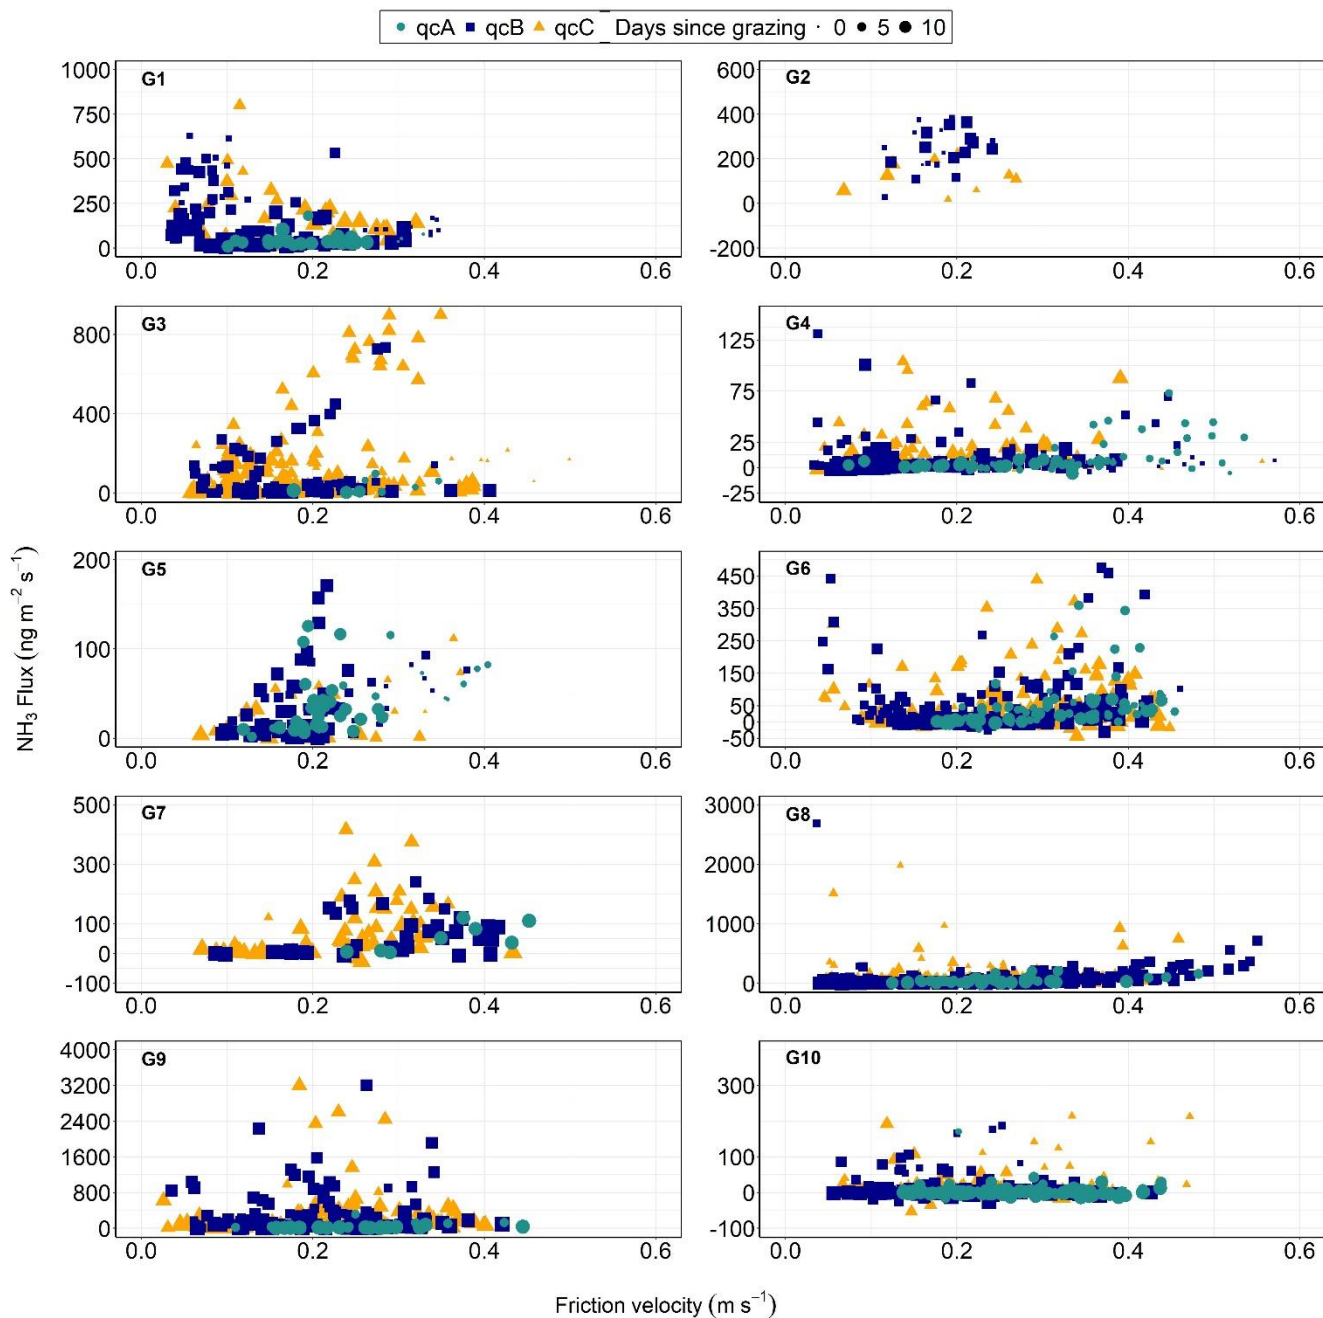 qcA qcB qcC _ Days since grazing 0 5 10
G1
1000
750
500
250
0
0.0 0.2 0.4 0.6
G2
600
400
200
0
-200
0.0 0.2 0.4 0.6
G3
800
400
0
0.0 0.2 0.4 0.6
G4
125
75
25
0
-25
0.0 0.2 0.4 0.6
G5
200
100
0
0.0 0.2 0.4 0.6
G6
450
350
250
150
50
0
-50
0.0 0.2 0.4 0.6
G7
500
300
100
0
-100
0.0 0.2 0.4 0.6
G8
3000
2000
1000
0
0.0 0.2 0.4 0.6
G9
4000
3200
2400
1600
800
0
0.0 0.2 0.4 0.6
G10
300
100
0
-100
0.0 0.2 0.4 0.6
NH₃ Flux (ng m⁻² s⁻¹)
Friction velocity (m s⁻¹)